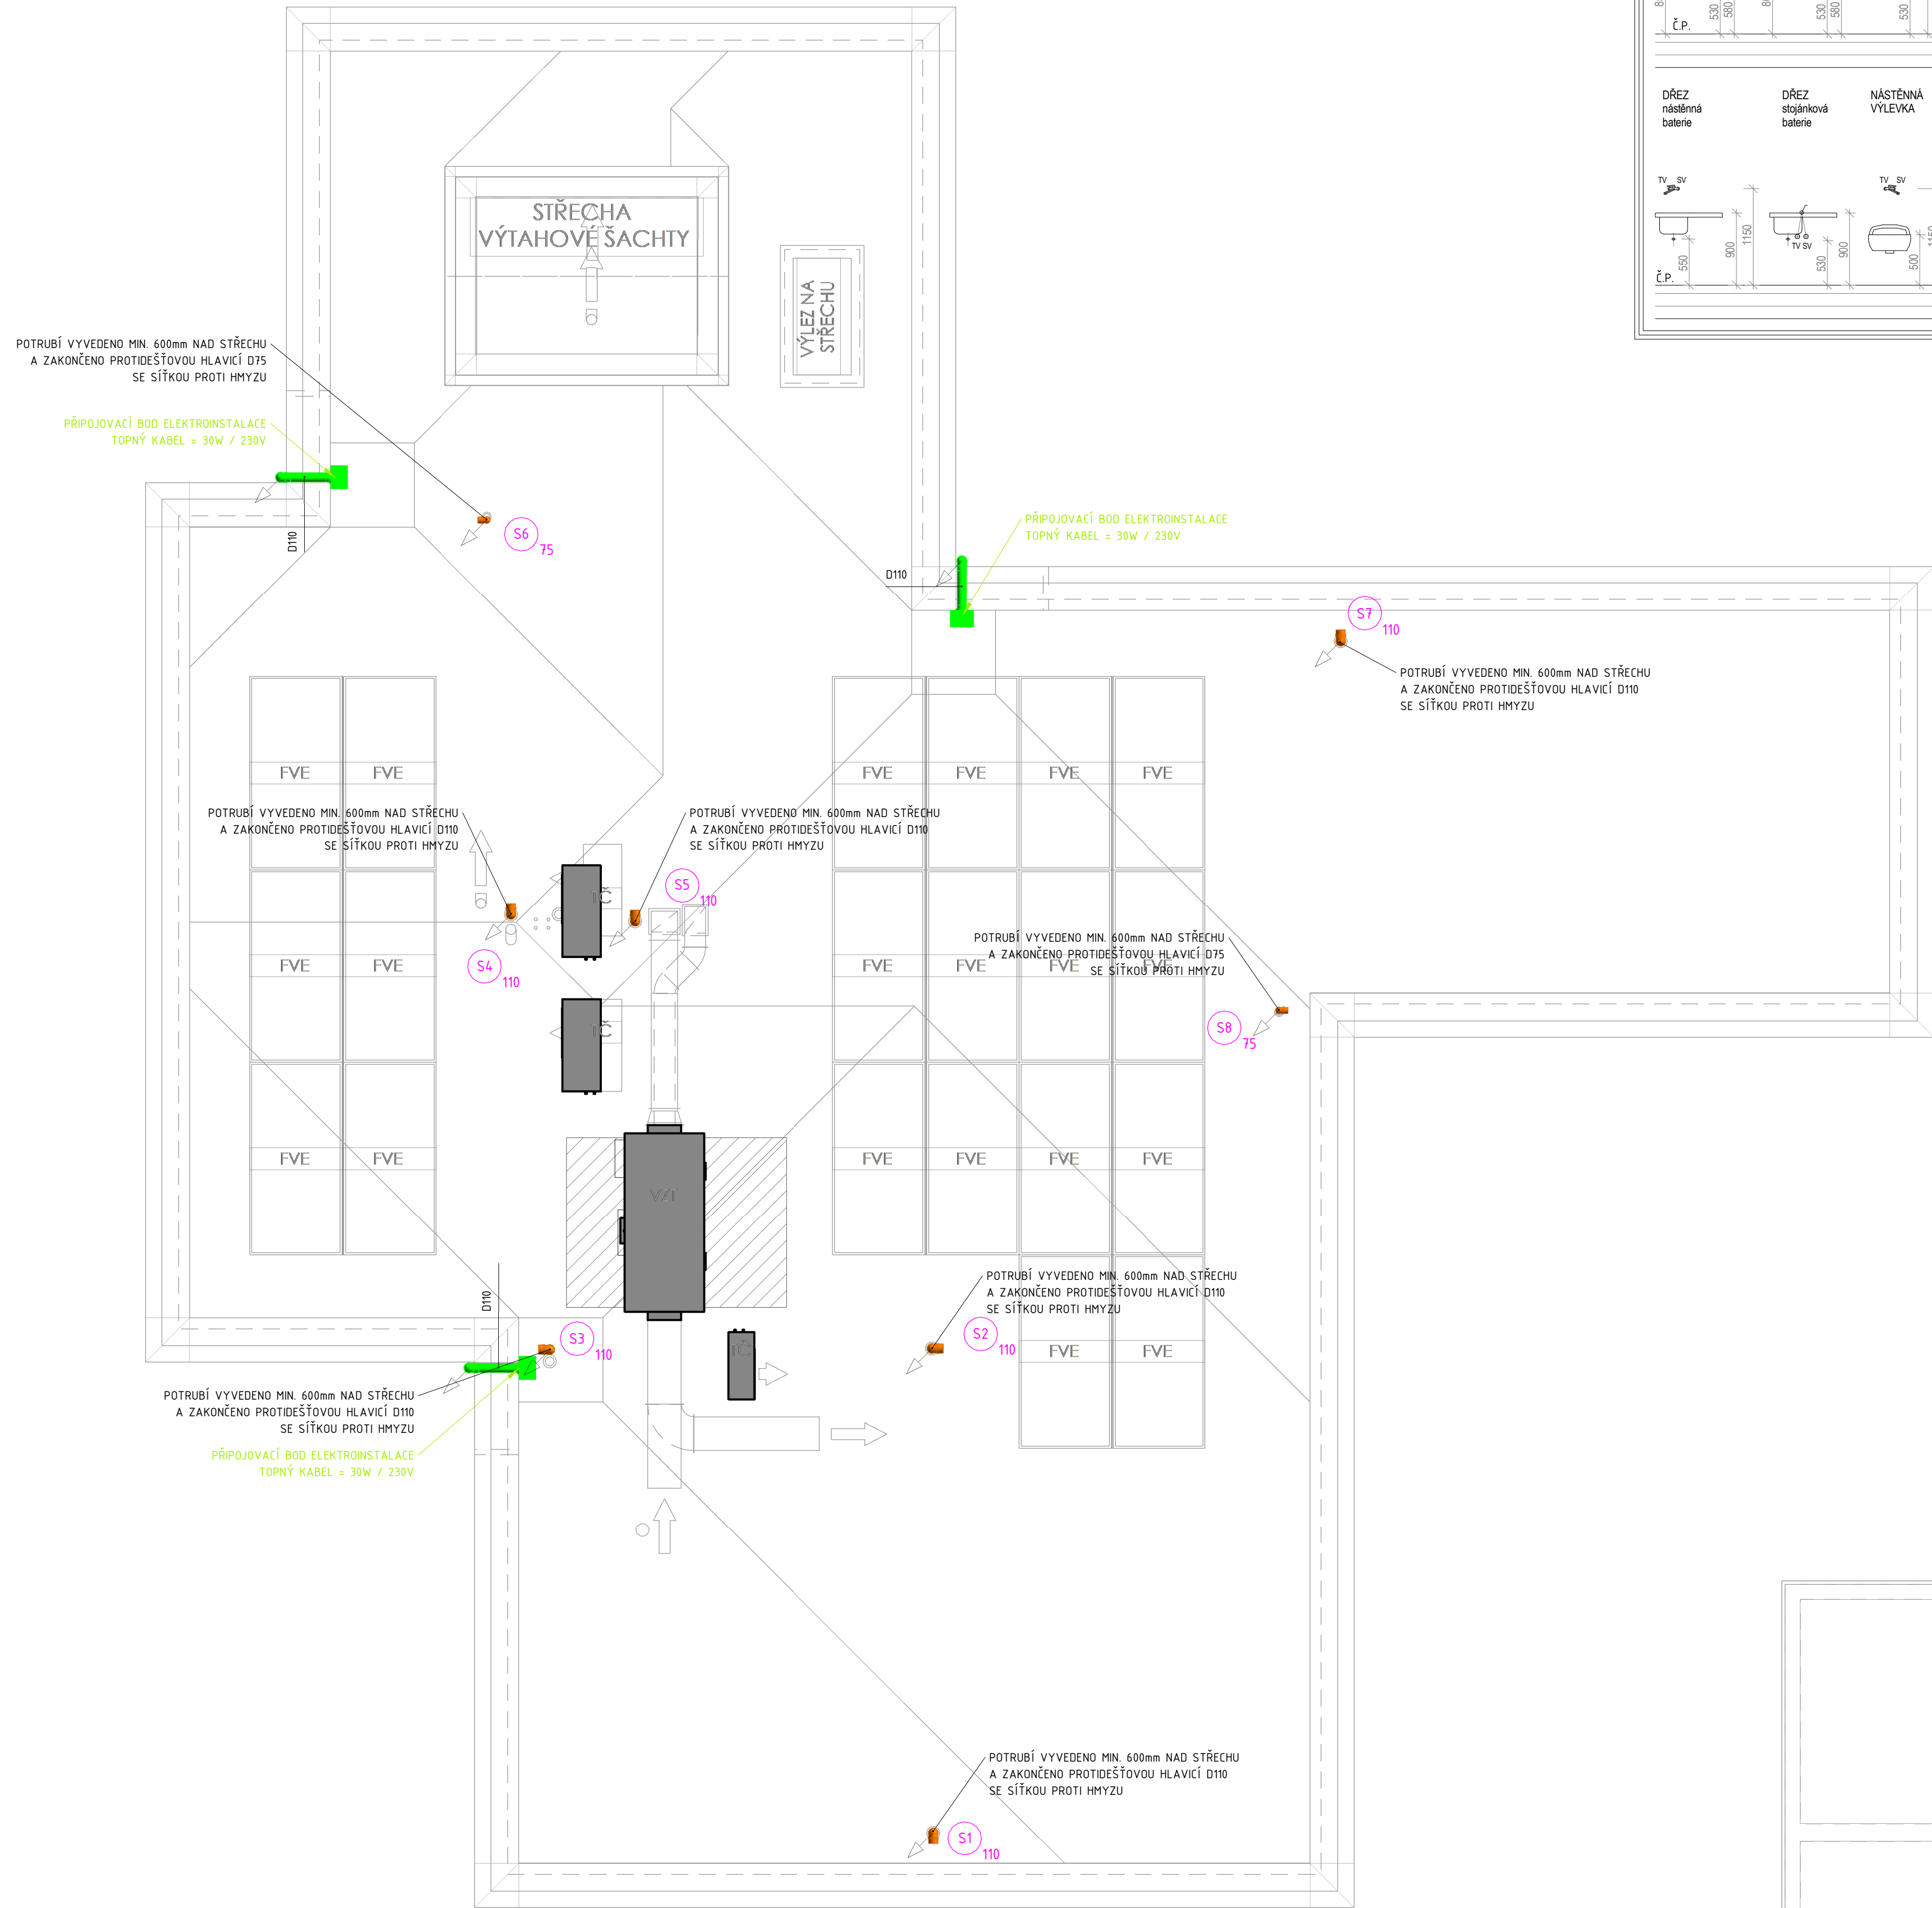 Č.P.
530
580
530
580
530
DŘEZ
nástěnná
baterie
DŘEZ
stojánková
baterie
NÁSTĚNNÁ
VÝLEVKA
TV SV
TV SV
TV SV
550
900
1150
530
900
500
1150
Č.P.
STŘECHA
VÝTAHOVÉ ŠACHTY
VÝLEZ NA
STŘECHU
POTRUBÍ VYVEDENO MIN. 600mm NAD STŘECHU
A ZAKONČENO PROTIDEŠŤOVOU HLAVICÍ D75
SE SÍŤKOU PROTI HMYZU
PŘIPOJOVACÍ BOD ELEKTROINSTALACE
TOPNÝ KABEL = 30W / 230V
D110
S6
75
PŘIPOJOVACÍ BOD ELEKTROINSTALACE
TOPNÝ KABEL = 30W / 230V
D110
S7
110
POTRUBÍ VYVEDENO MIN. 600mm NAD STŘECHU
A ZAKONČENO PROTIDEŠŤOVOU HLAVICÍ D110
SE SÍŤKOU PROTI HMYZU
FVE FVE FVE FVE FVE FVE
POTRUBÍ VYVEDENO MIN. 600mm NAD STŘECHU
A ZAKONČENO PROTIDEŠŤOVOU HLAVICÍ D110
SE SÍŤKOU PROTI HMYZU
POTRUBÍ VYVEDENO MIN. 600mm NAD STŘECHU
A ZAKONČENO PROTIDEŠŤOVOU HLAVICÍ D110
SE SÍŤKOU PROTI HMYZU
S5
110
TČ
S4
110
POTRUBÍ VYVEDENO MIN. 600mm NAD STŘECHU
A ZAKONČENO PROTIDEŠŤOVOU HLAVICÍ D75
SE SÍŤKOU PROTI HMYZU
FVE FVE FVE FVE FVE FVE
TČ
S8
75
FVE FVE FVE FVE FVE FVE
VZT
D110
POTRUBÍ VYVEDENO MIN. 600mm NAD STŘECHU
A ZAKONČENO PROTIDEŠŤOVOU HLAVICÍ D110
SE SÍŤKOU PROTI HMYZU
S3
110
TČ
S2
110
FVE FVE
POTRUBÍ VYVEDENO MIN. 600mm NAD STŘECHU
A ZAKONČENO PROTIDEŠŤOVOU HLAVICÍ D110
SE SÍŤKOU PROTI HMYZU
PŘIPOJOVACÍ BOD ELEKTROINSTALACE
TOPNÝ KABEL = 30W / 230V
POTRUBÍ VYVEDENO MIN. 600mm NAD STŘECHU
A ZAKONČENO PROTIDEŠŤOVOU HLAVICÍ D110
SE SÍŤKOU PROTI HMYZU
S1
110